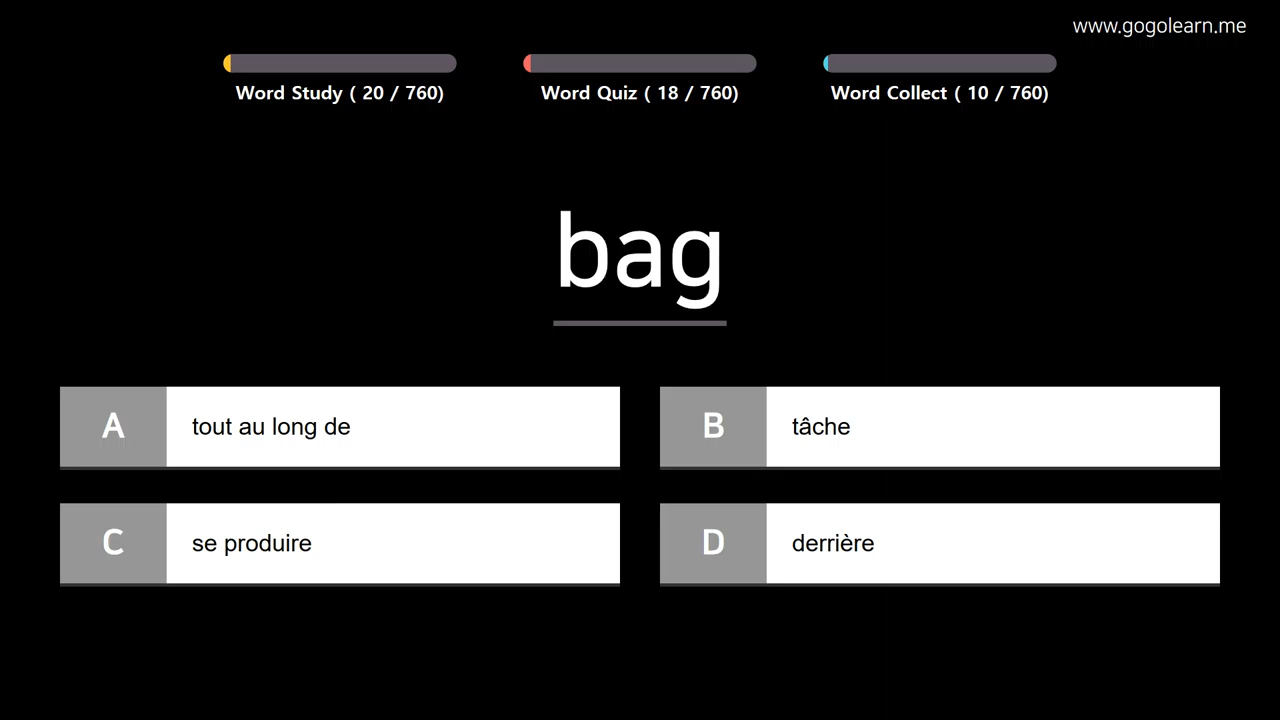 www.gogolearn.me
Word Study ( 20 / 760)
Word Quiz ( 18 / 760)
Word Collect ( 10 / 760)
bag
A
tout au long de
B
tâche
C
se produire
D
derrière